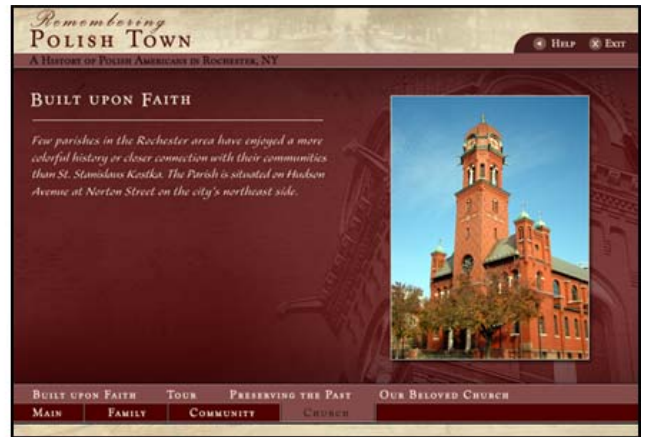 Remembering
POLISH TOWN
HELP EXIT
A HISTORY OF POLISH AMERICANS IN ROCHESTER, NY
BUILT UPON FAITH
Few parishes in the Rochester area have enjoyed a more
colorful history or closer connection with their communities
than St. Stanislaus Kostka. The Parish is situated on Hudson
Avenue at Norton Street on the city's northeast side.
BUILT UPON FAITH TOUR PRESERVING THE PAST OUR BELOVED CHURCH
MAIN FAMILY COMMUNITY CHURCH